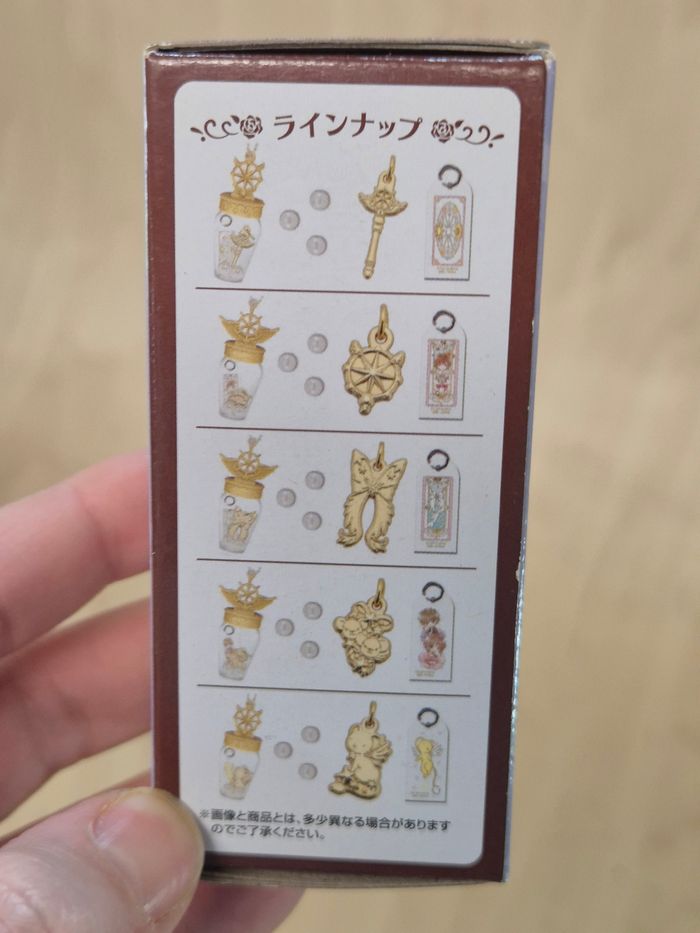 ラインナップ
※画像と商品とは、多少異なる場合があります
のでご了承ください。